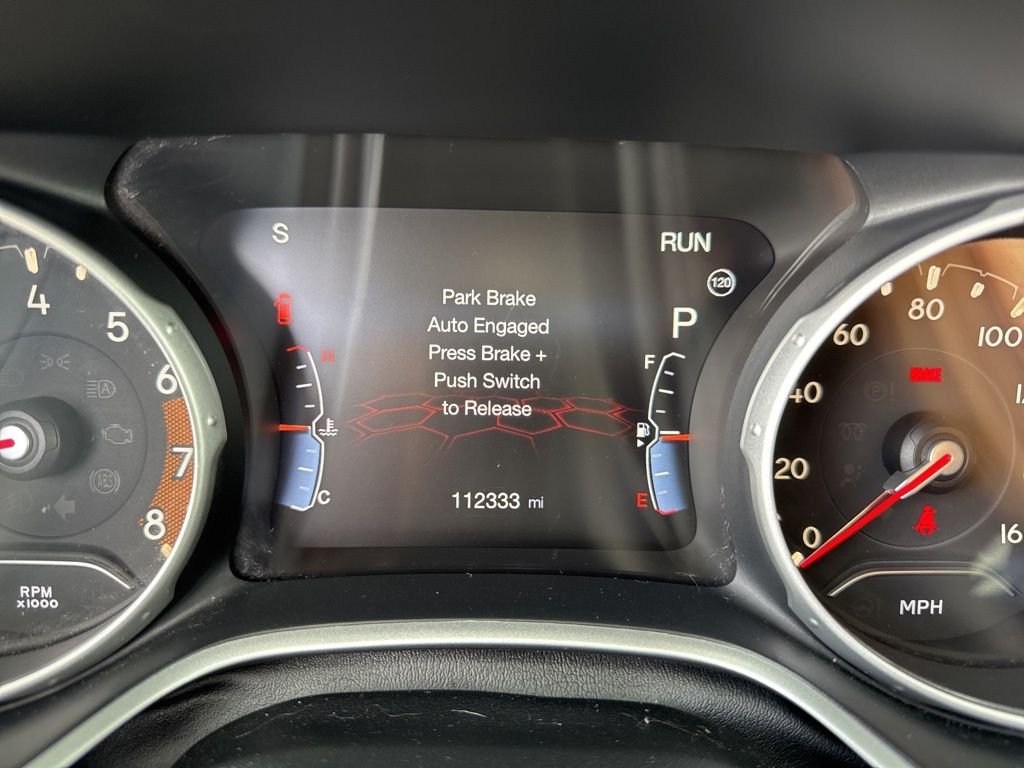 S
RUN
120
Park Brake
Auto Engaged
Press Brake +
Push Switch
to Release
P
H
F
C
E
112333 mi
4
5
6
7
8
RPM
x1000
A
ABS
0
20
40
60
80
100
BRAKE
MPH